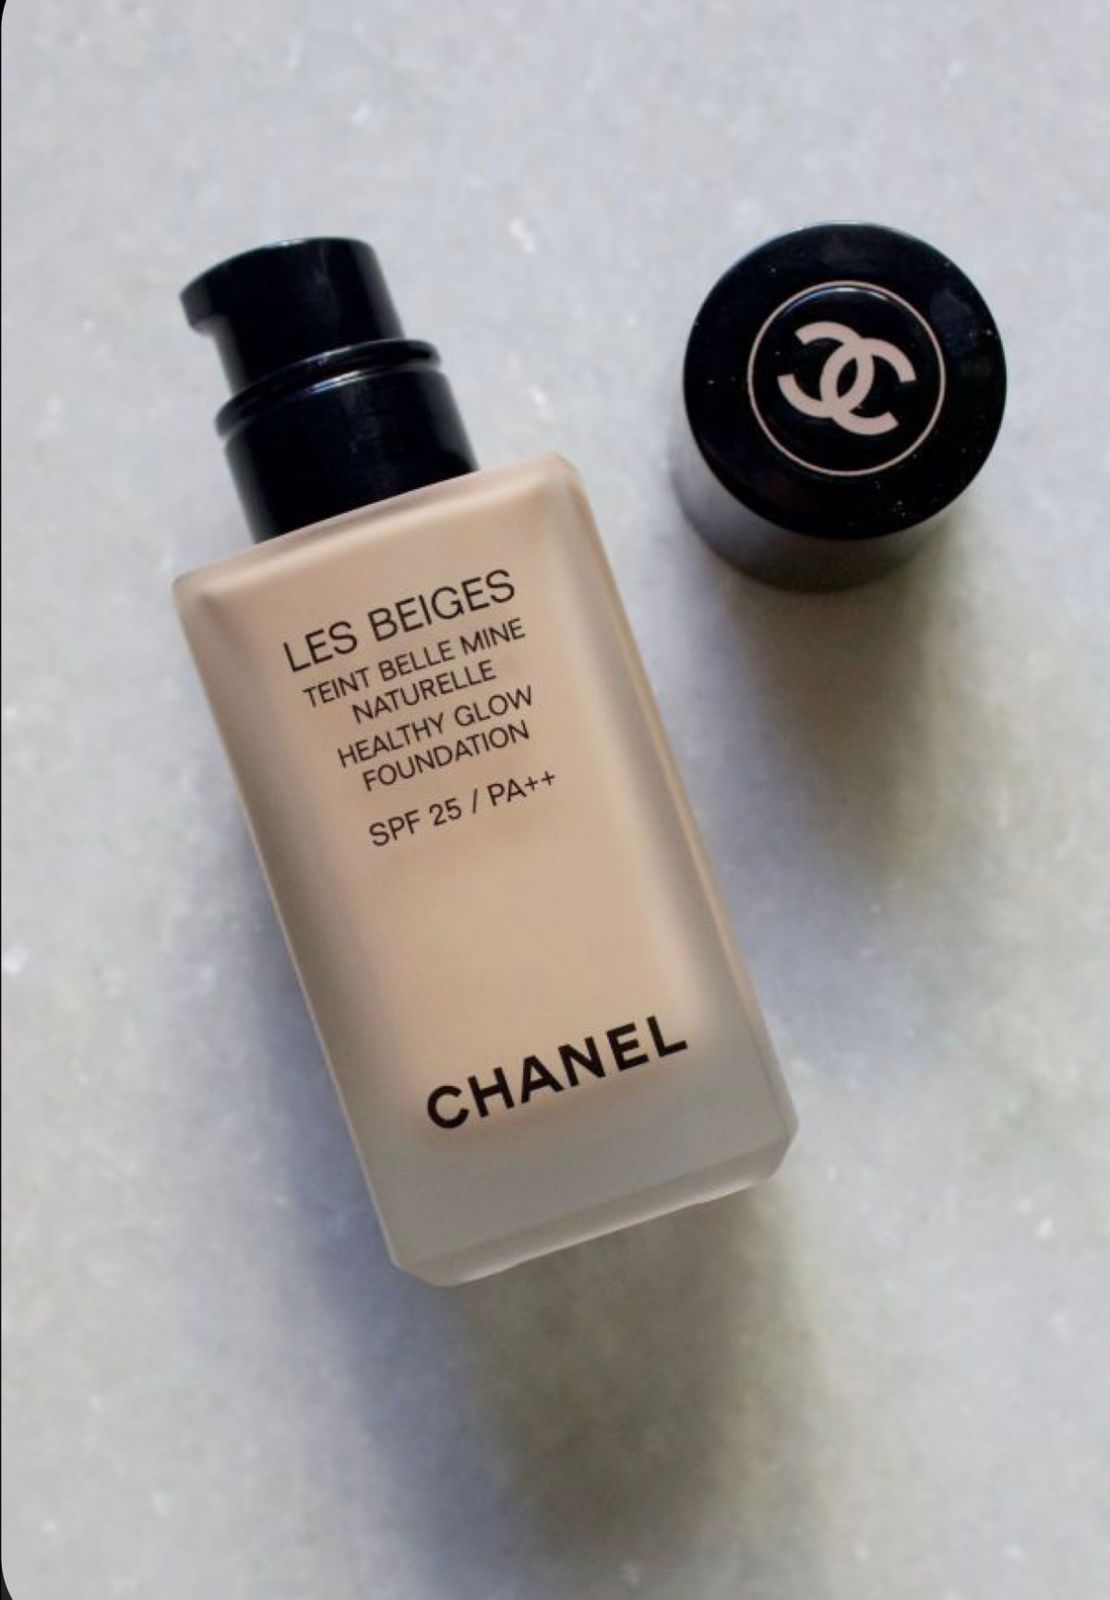 LES BEIGES
TEINT BELLE MINE
NATURELLE
HEALTHY GLOW
FOUNDATION
SPF 25 / PA++
CHANEL